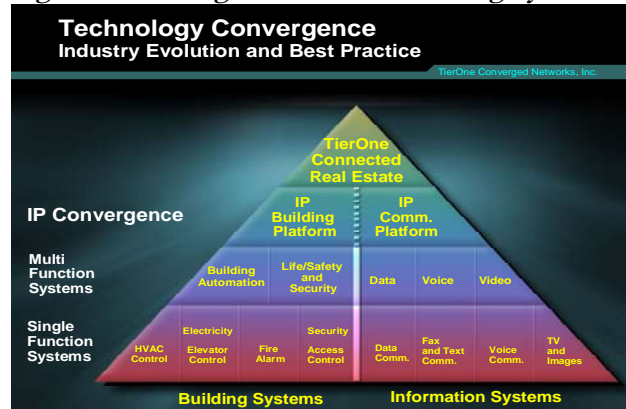 Technology Convergence
Industry Evolution and Best Practice
TierOne Converged Networks, Inc.
TierOne
Connected
Real Estate
IP Convergence
IP
Building
Platform
IP
Comm.
Platform
Multi
Function
Systems
Building
Automation
Life/Safety
and
Security
Data
Voice
Video
Single
Function
Systems
HVAC
Control
Electricity
Elevator
Control
Fire
Alarm
Security
Access
Control
Data
Comm.
Fax
and Text
Comm.
Voice
Comm.
TV
and
Images
Building Systems
Information Systems